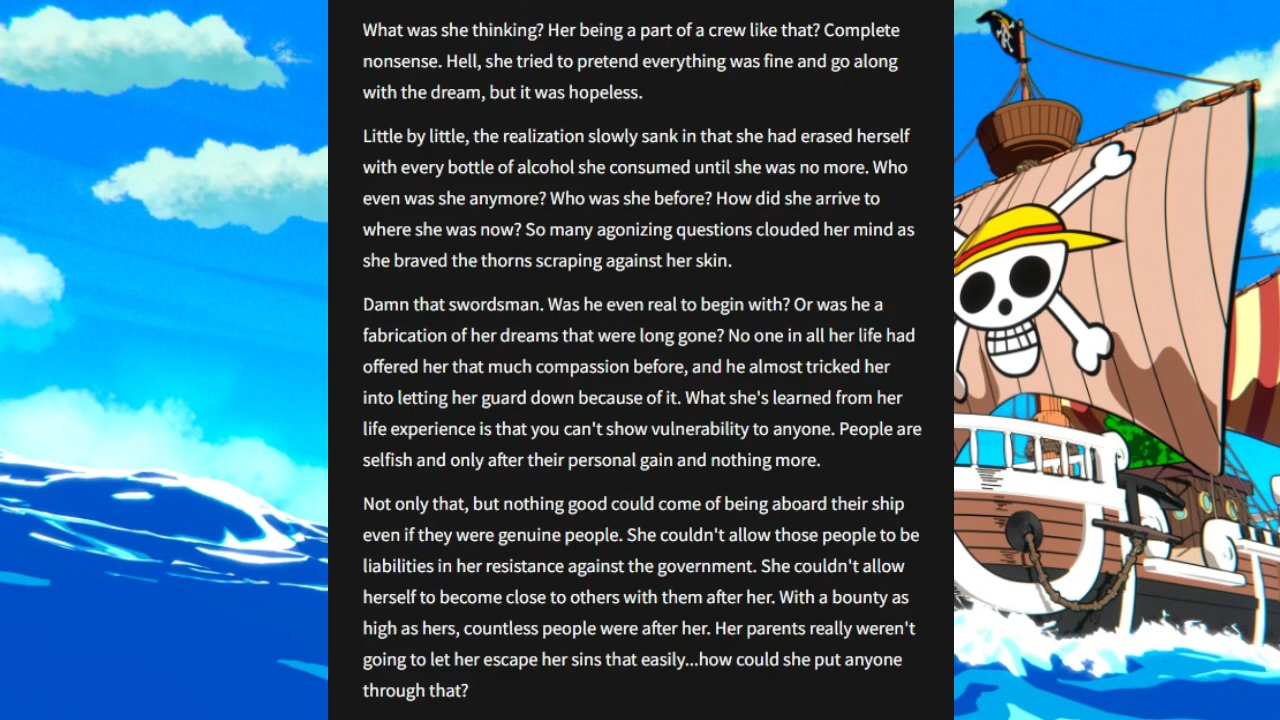 What was she thinking? Her being a part of a crew like that? Complete
nonsense. Hell, she tried to pretend everything was fine and go along
with the dream, but it was hopeless.
Little by little, the realization slowly sank in that she had erased herself
with every bottle of alcohol she consumed until she was no more. Who
even was she anymore? Who was she before? How did she arrive to
where she was now? So many agonizing questions clouded her mind as
she braved the thorns scraping against her skin.
Damn that swordsman. Was he even real to begin with? Or was he a
fabrication of her dreams that were long gone? No one in all her life had
offered her that much compassion before, and he almost tricked her
into letting her guard down because of it. What she's learned from her
life experience is that you can't show vulnerability to anyone. People are
selfish and only after their personal gain and nothing more.
Not only that, but nothing good could come of being aboard their ship
even if they were genuine people. She couldn't allow those people to be
liabilities in her resistance against the government. She couldn't allow
herself to become close to others with them after her. With a bounty as
high as hers, countless people were after her. Her parents really weren't
going to let her escape her sins that easily...how could she put anyone
through that?